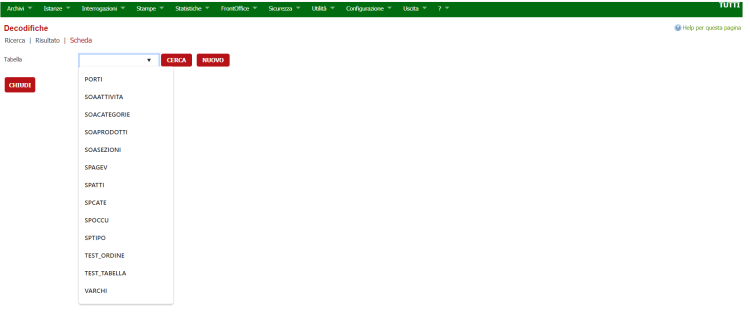 Archivi Istanze Interrogazioni Stampe Statistiche FrontOffice Sicurezza Utilità Configurazione Uscita ? TUTTI
Decodifiche
Help per questa pagina
Ricerca | Risultato | Scheda
Tabella CERCA NUOVO
PORTI
CHIUDI
SOAATTIVITA
SOACATEGORIE
SOAPRODOTTI
SOASEZIONI
SPAGEV
SPATTI
SPCATE
SPOCCU
SPTIPO
TEST_ORDINE
TEST_TABELLA
VARCHI